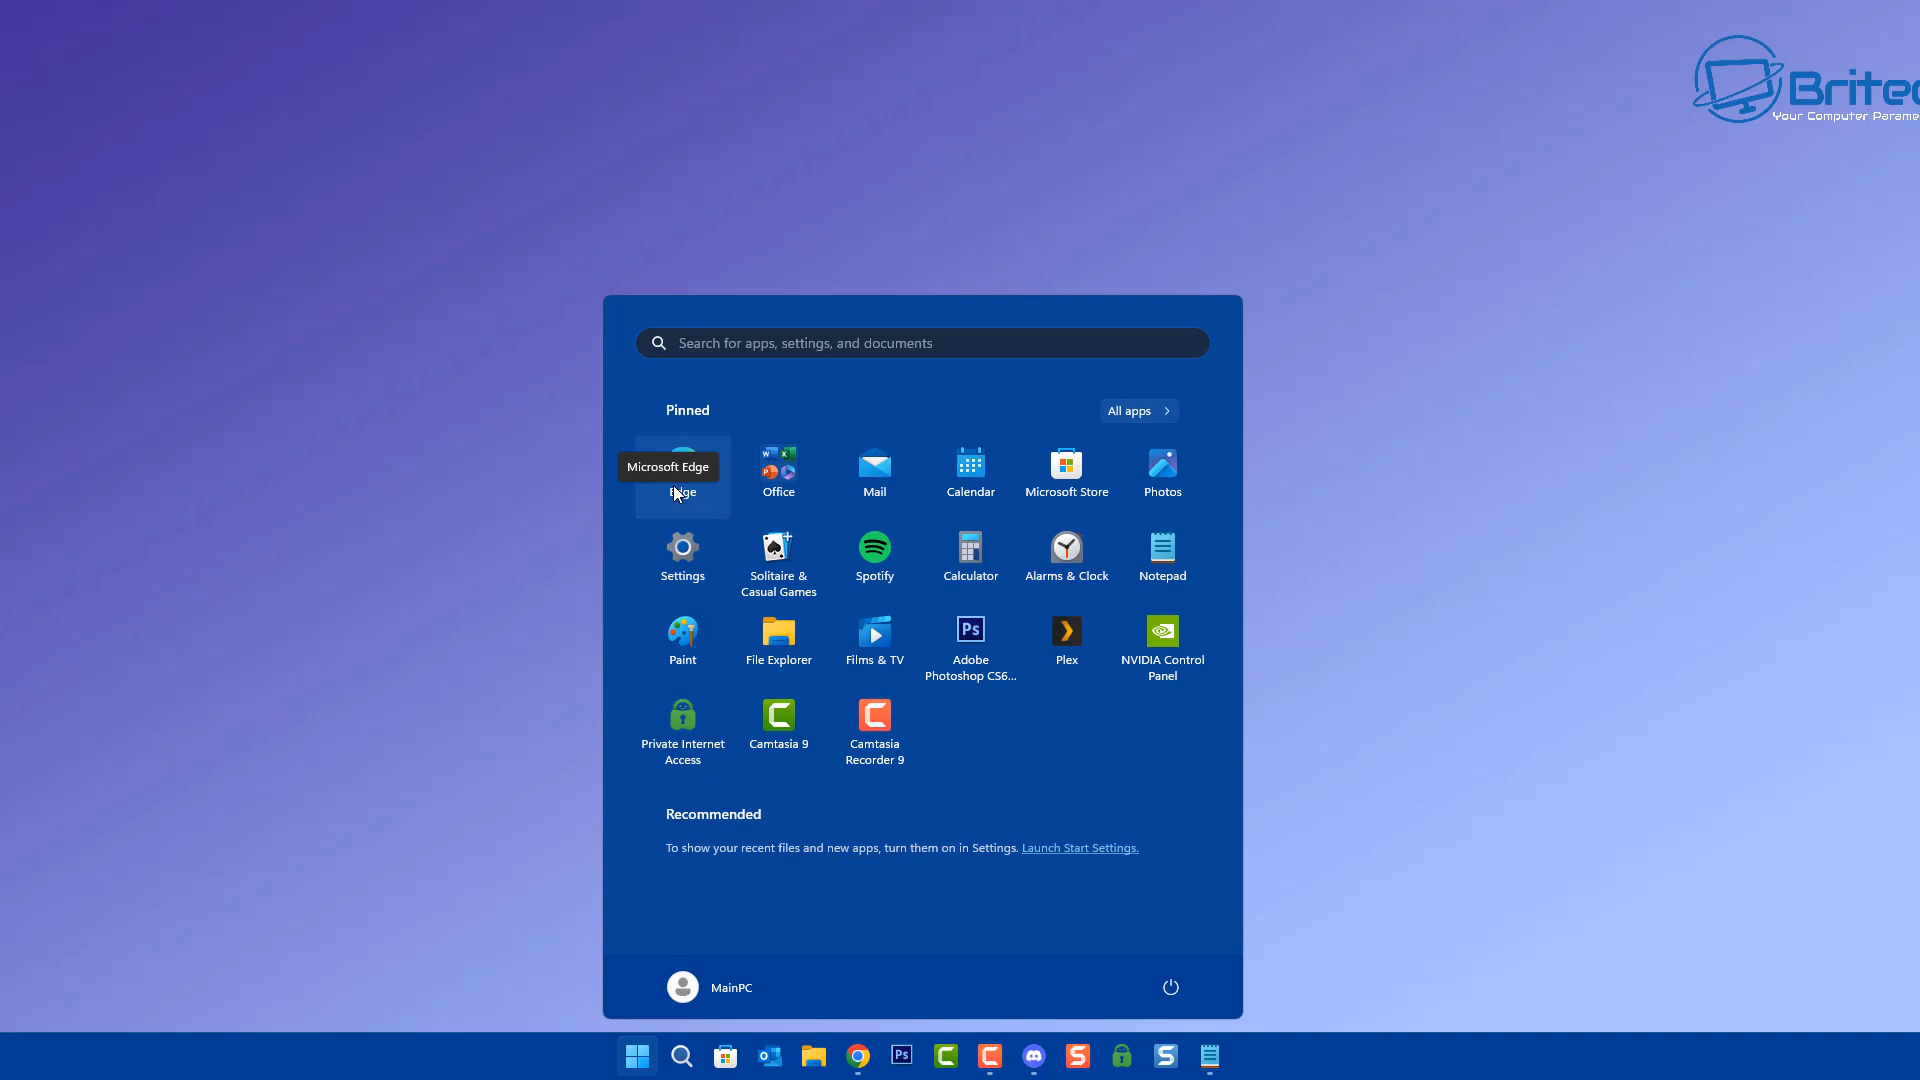 Your Computer Parame
Search for apps, settings, and documents
Pinned
All apps
Microsoft Edge
Edge
Office
Mail
Calendar
Microsoft Store
Photos
Settings
Solitaire &
Casual Games
Spotify
Calculator
Alarms & Clock
Notepad
Paint
File Explorer
Films & TV
Ps
Adobe
Photoshop CS6...
Plex
NVIDIA Control
Panel
Private Internet
Access
Camtasia 9
Camtasia
Recorder 9
Recommended
To show your recent files and new apps, turn them on in Settings. Launch Start Settings.
MainPC
Ps